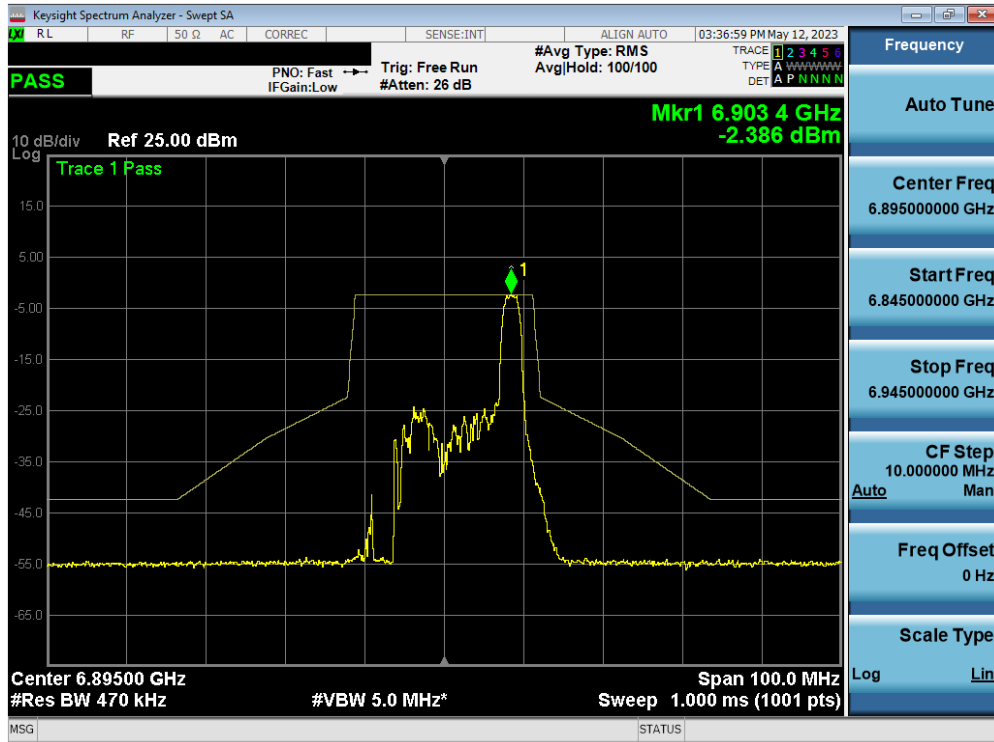 Keysight Spectrum Analyzer - Swept SA
LXI RL RF 50 Ω AC CORREC SENSE:INT ALIGN AUTO 03:36:59 PM May 12, 2023
PASS
PNO: Fast
IFGain:Low
Trig: Free Run
#Atten: 26 dB
#Avg Type: RMS
Avg|Hold: 100/100
TRACE 1 2 3 4 5 6
TYPE A WWWWW
DET A P N N N N
Mkr1 6.903 4 GHz
-2.386 dBm
10 dB/div Ref 25.00 dBm
Log
Trace 1 Pass
15.0
5.00
1
-5.00
-15.0
-25.0
-35.0
-45.0
-55.0
-65.0
Center 6.89500 GHz Span 100.0 MHz
#Res BW 470 kHz #VBW 5.0 MHz* Sweep 1.000 ms (1001 pts)
MSG STATUS
Frequency
Auto Tune
Center Freq
6.895000000 GHz
Start Freq
6.845000000 GHz
Stop Freq
6.945000000 GHz
CF Step
10.000000 MHz
Auto Man
Freq Offset
0 Hz
Scale Type
Log Lin